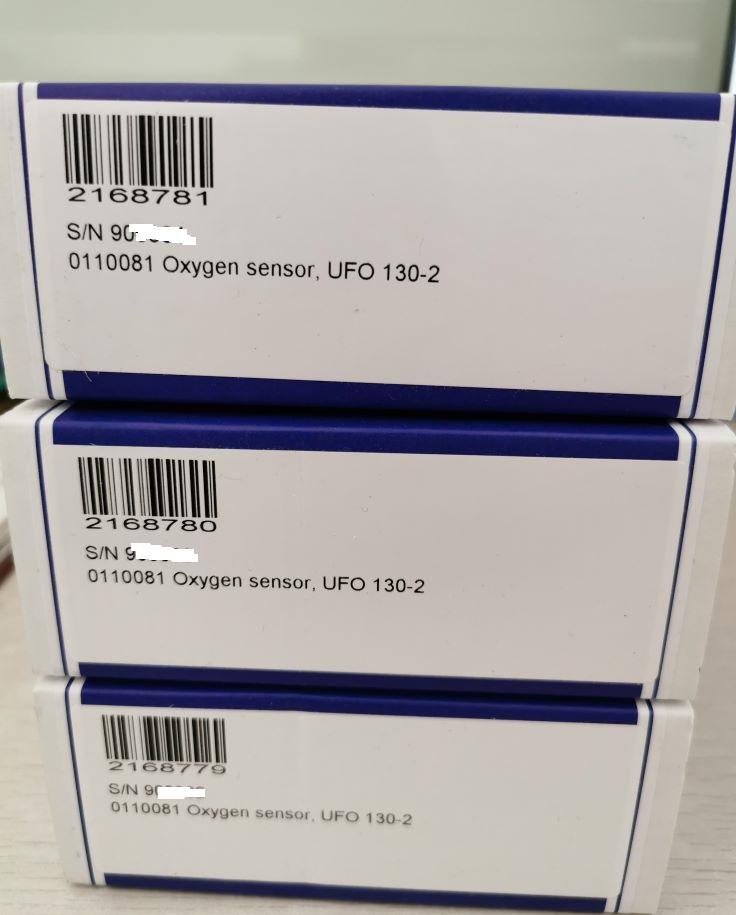 2168781
S/N 90
0110081 Oxygen sensor, UFO 130-2
2168780
S/N 9
0110081 Oxygen sensor, UFO 130-2
2168779
S/N 90
0110081 Oxygen sensor, UFO 130-2